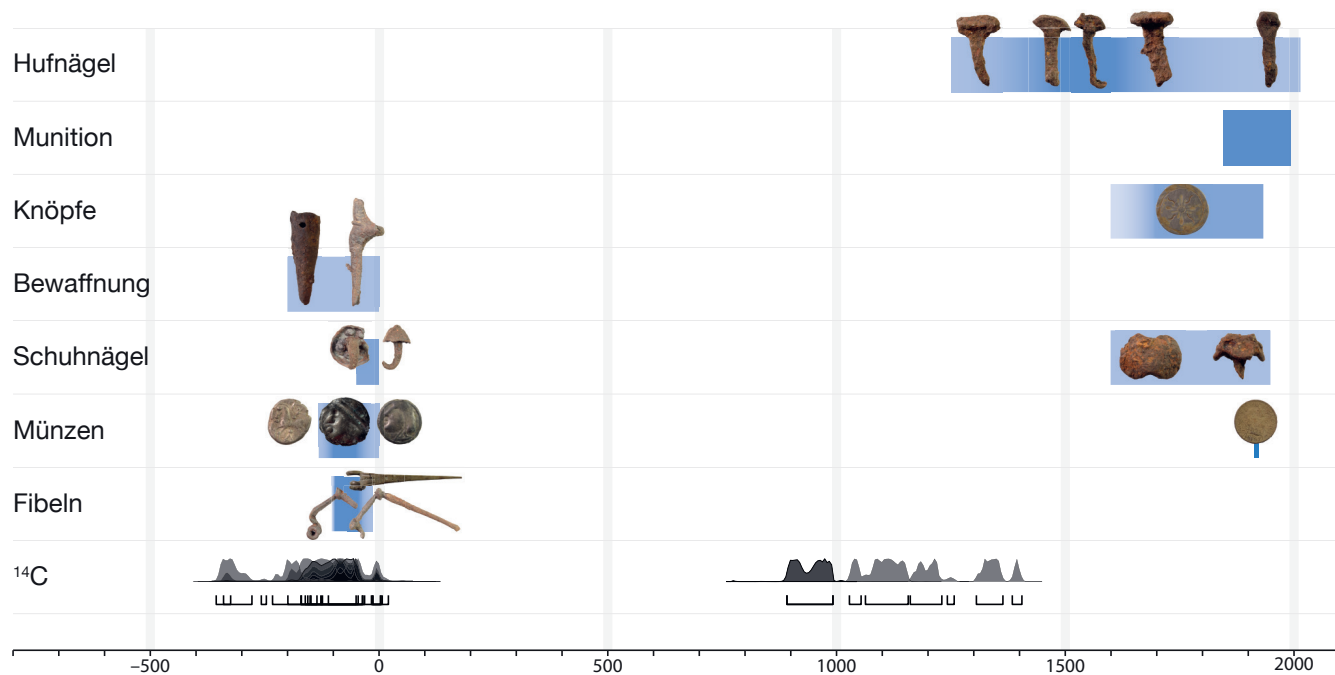 Hufnägel
Munition
Knöpfe
Bewaffnung
Schuhnägel
Münzen
Fibeln
¹⁴C
–500 0 500 1000 1500 2000